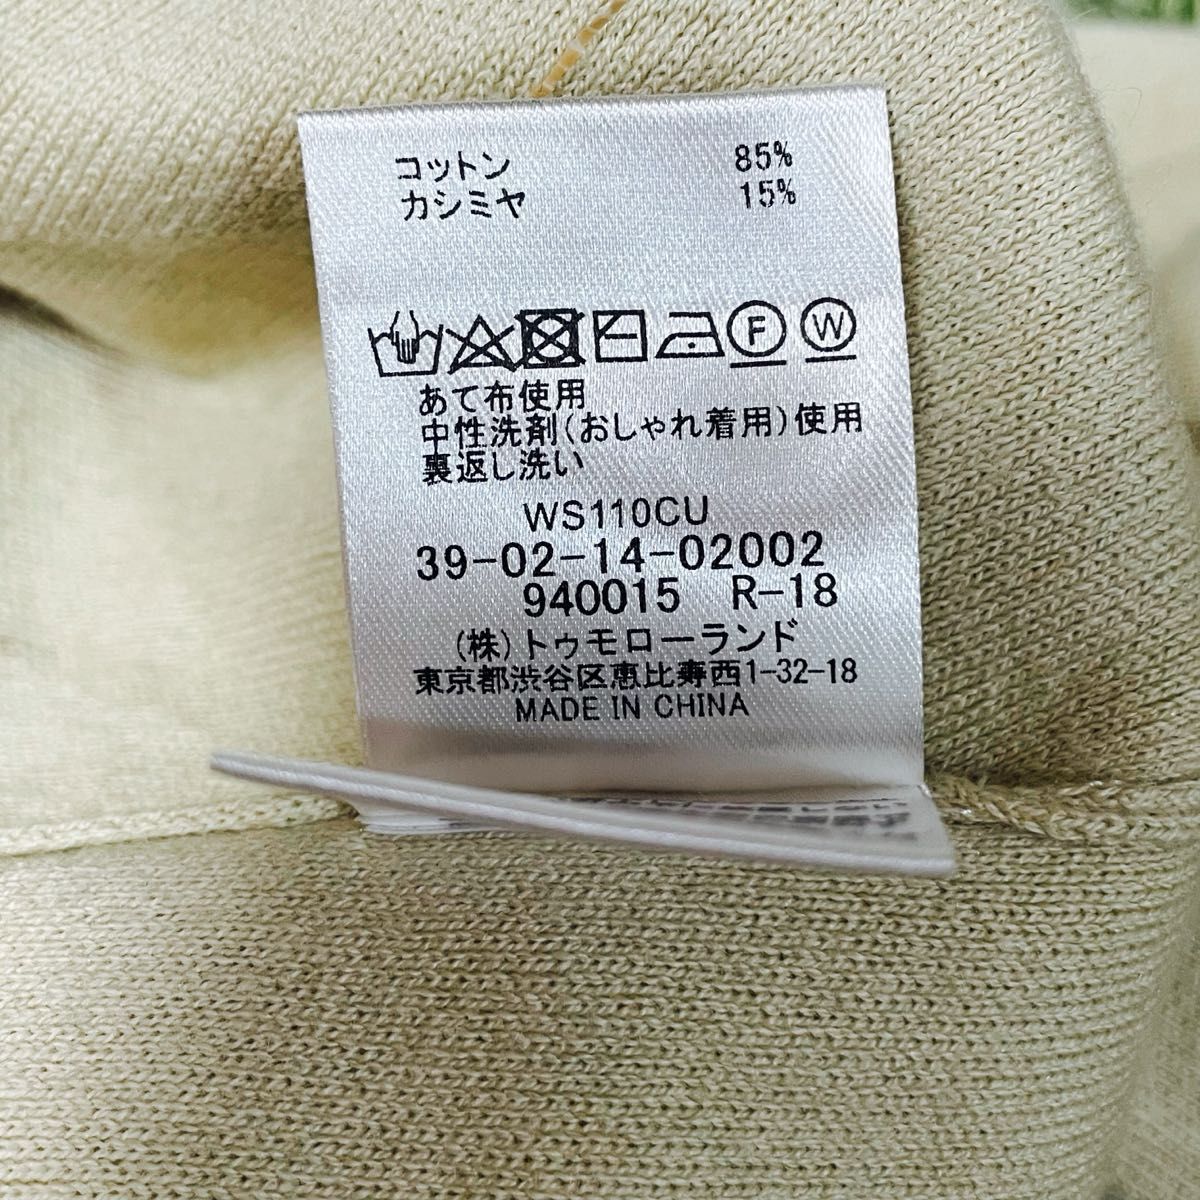 コットン 85%
カシミヤ 15%
F W
あて布使用
中性洗剤(おしゃれ着用)使用
裏返し洗い
WS110CU
39-02-14-02002
940015 R-18
(株)トゥモローランド
東京都渋谷区恵比寿西1-32-18
MADE IN CHINA